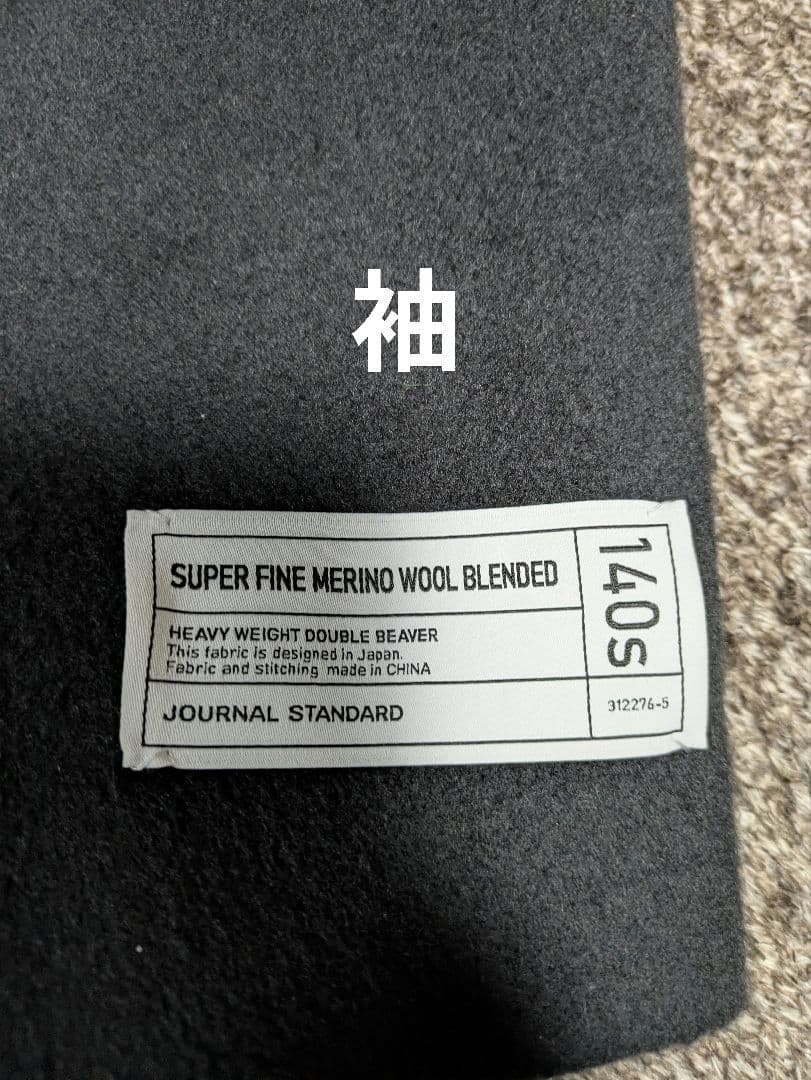 袖
SUPER FINE MERINO WOOL BLENDED
140s
HEAVY WEIGHT DOUBLE BEAVER
This fabric is designed in Japan.
Fabric and stitching made in CHINA
JOURNAL STANDARD
312276-5